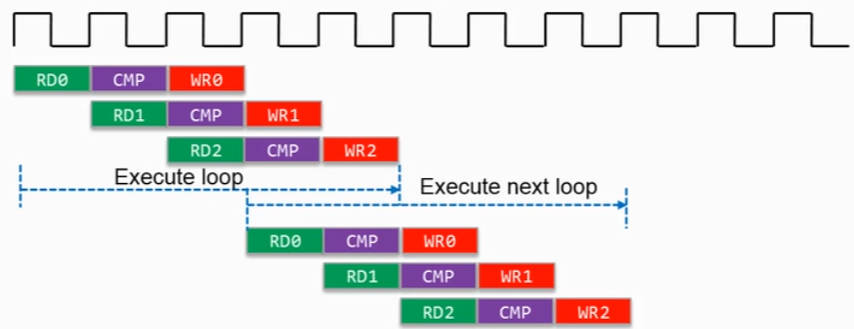 RD0 CMP WR0
RD1 CMP WR1
RD2 CMP WR2
Execute loop
Execute next loop
RD0 CMP WR0
RD1 CMP WR1
RD2 CMP WR2